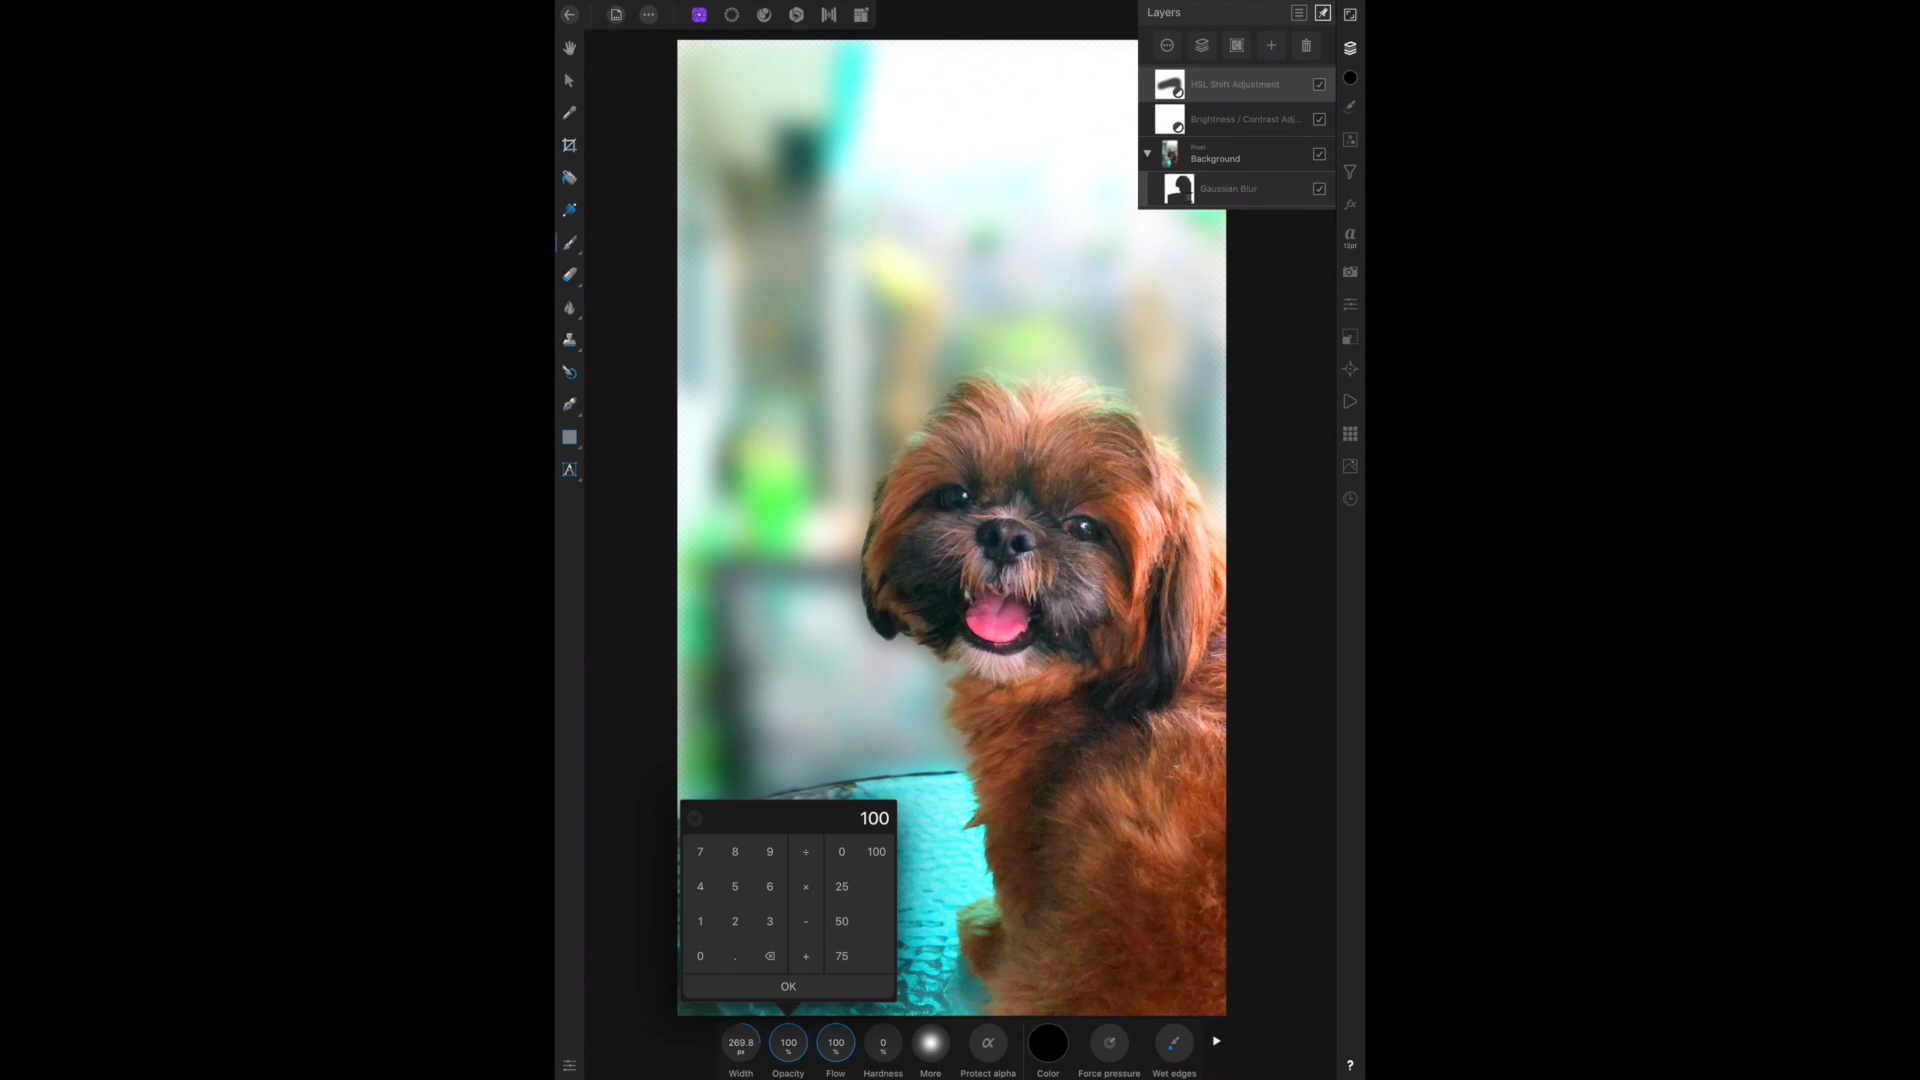 Layers
HSL Shift Adjustment
Brightness / Contrast Adj...
Pixel
Background
Gaussian Blur
a
12pt
fx
A
100
7 8 9 ÷ 0 100
4 5 6 × 25
1 2 3 - 50
0 . + 75
OK
269.8 px
100 %
100 %
0 %
α
Width Opacity Flow Hardness More Protect alpha Color Force pressure Wet edges
?